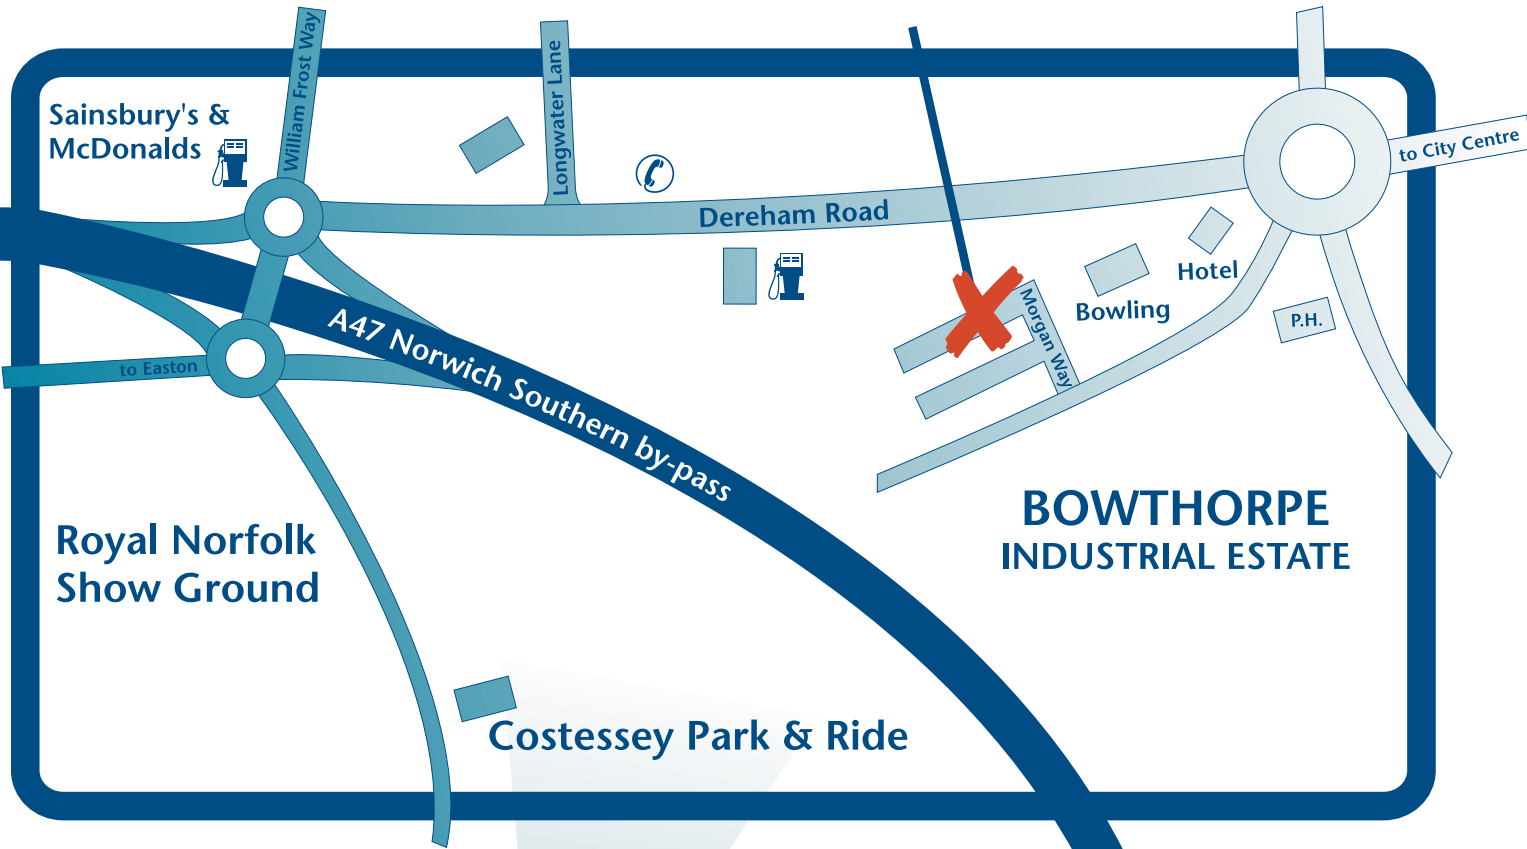 William Frost Way
Longwater Lane
Sainsbury's &
McDonalds
to City Centre
Dereham Road
Hotel
Bowling
P.H.
Morgan Way
A47 Norwich Southern by-pass
to Easton
BOWTHORPE
INDUSTRIAL ESTATE
Royal Norfolk
Show Ground
Costessey Park & Ride